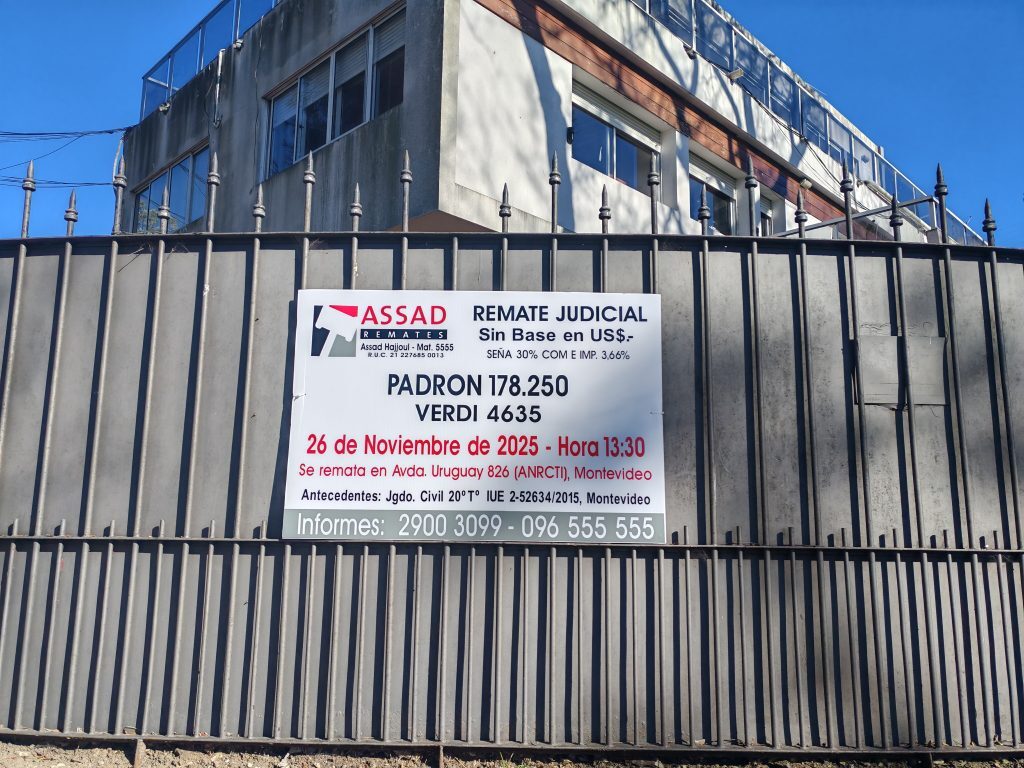 ASSAD
REMATES
Assad Hajjoul - Mat. 5555
R.U.C. 21 227685 0013
REMATE JUDICIAL
Sin Base en US$.-
SEÑA 30% COM E IMP. 3,66%
PADRON 178.250
VERDI 4635
26 de Noviembre de 2025 - Hora 13:30
Se remata en Avda. Uruguay 826 (ANRCTI), Montevideo
Antecedentes: Jgdo. Civil 20ºTº IUE 2-52634/2015, Montevideo
Informes: 2900 3099 - 096 555 555